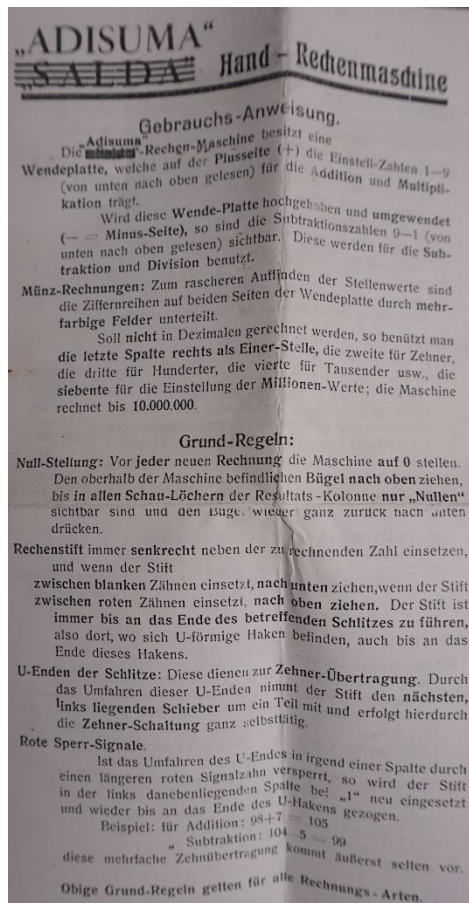 „ADISUMA“
„SALDA“ Hand - Rechenmaschine
Gebrauchs-Anweisung.
Die „Adisuma“-Rechen-Maschine besitzt eine
Wendeplatte, welche auf der Plusseite (+) die Einstell-Zahlen 1—9
(von unten nach oben gelesen) für die Addition und Multipli-
kation trägt.
Wird diese Wende-Platte hochgehoben und umgewendet
(— = Minus-Seite), so sind die Subtraktionszahlen 9—1 (von
unten nach oben gelesen) sichtbar. Diese werden für die Sub-
traktion und Division benutzt.
Münz-Rechnungen: Zum rascheren Auffinden der Stellenwerte sind
die Ziffernreihen auf beiden Seiten der Wendeplatte durch mehr-
farbige Felder unterteilt.
Soll nicht in Dezimalen gerechnet werden, so benützt man
die letzte Spalte rechts als Einer-Stelle, die zweite für Zehner,
die dritte für Hunderter, die vierte für Tausender usw., die
siebente für die Einstellung der Millionen-Werte; die Maschine
rechnet bis 10.000.000.
Grund-Regeln:
Null-Stellung: Vor jeder neuen Rechnung die Maschine auf 0 stellen.
Den oberhalb der Maschine befindlichen Bügel nach oben ziehen,
bis in allen Schau-Löchern der Resultats-Kolonne nur „Nullen“
sichtbar sind und den Bügel wieder ganz zurück nach unten
drücken.
Rechenstift immer senkrecht neben der zu rechnenden Zahl einsetzen,
und wenn der Stift
zwischen blanken Zähnen einsetzt, nach unten ziehen, wenn der Stift
zwischen roten Zähnen einsetzt, nach oben ziehen. Der Stift ist
immer bis an das Ende des betreffenden Schlitzes zu führen,
also dort, wo sich U-förmige Haken befinden, auch bis an das
Ende dieses Hakens.
U-Enden der Schlitze: Diese dienen zur Zehner-Übertragung. Durch
das Umfahren dieser U-Enden nimmt der Stift den nächsten,
links liegenden Schieber um ein Teil mit und erfolgt hierdurch
die Zehner-Schaltung ganz selbsttätig.
Rote Sperr-Signale.
Ist das Umfahren des U-Endes in irgend einer Spalte durch
einen längeren roten Signalzahn versperrt, so wird der Stift
in der links danebenliegenden Spalte bei „1“ neu eingesetzt
und wieder bis an das Ende des U-Hakens gezogen.
Beispiel: für Addition: 98+7 = 105
„ Subtraktion: 104—5 = 99
diese mehrfache Zehnübertragung kommt äußerst selten vor.
Obige Grund-Regeln gelten für alle Rechnungs-Arten.